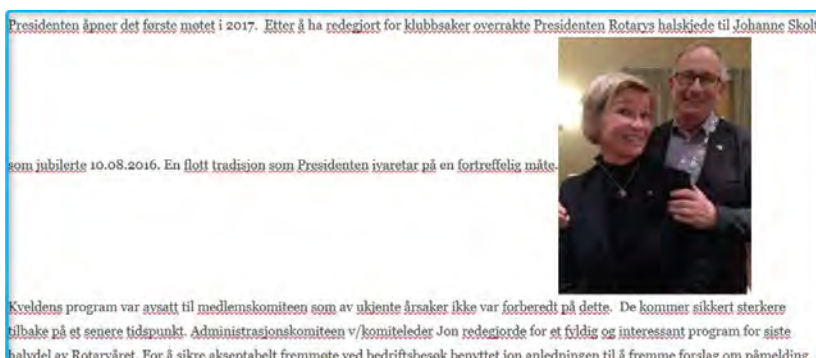 Presidenten åpner det første møtet i 2017. Etter å ha redegjort for klubbsaker overrakte Presidenten Rotarys halskjede til Johanne Skolt
som jubilerte 10.08.2016. En flott tradisjon som Presidenten ivaretar på en fortreffelig måte.
Kveldens program var avsatt til medlemskomiteen som av ukjente årsaker ikke var forberedt på dette. De kommer sikkert sterkere
tilbake på et senere tidspunkt. Administrasjonskomiteen v/komiteleder Jon redegjorde for et fyldig og interessant program for siste
halvdel av Rotaryåret. For å sikre akseptabelt fremmøte ved bedriftsbesøk benyttet jon anledningen til å fremme forslag om påmelding